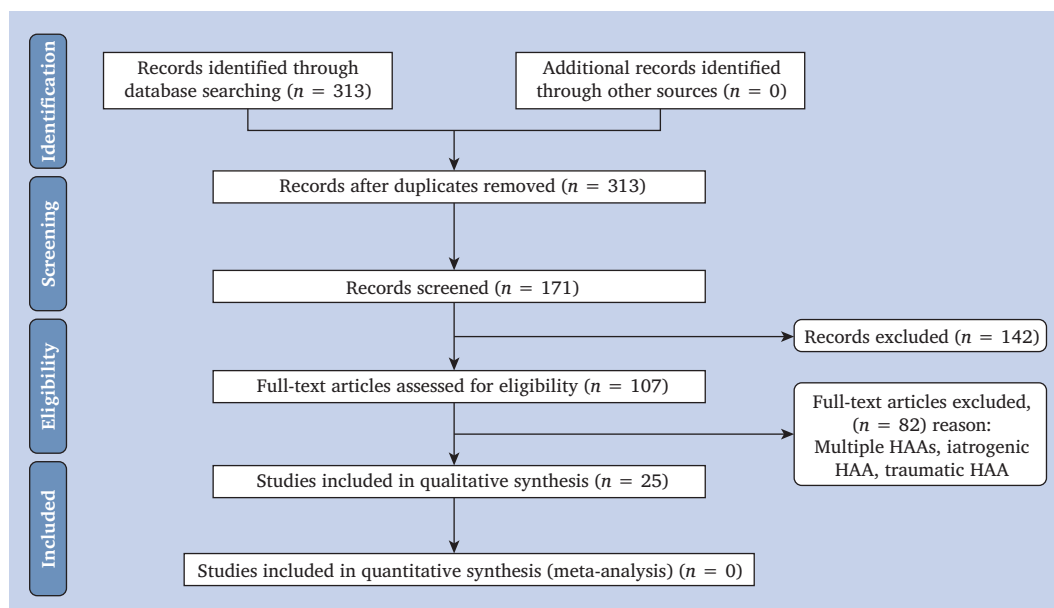 Identification
Records identified through
database searching (n = 313)
Additional records identified
through other sources (n = 0)
Records after duplicates removed (n = 313)
Screening
Records screened (n = 171)
Records excluded (n = 142)
Eligibility
Full-text articles assessed for eligibility (n = 107)
Full-text articles excluded,
(n = 82) reason:
Multiple HAAs, iatrogenic
HAA, traumatic HAA
Studies included in qualitative synthesis (n = 25)
Included
Studies included in quantitative synthesis (meta-analysis) (n = 0)